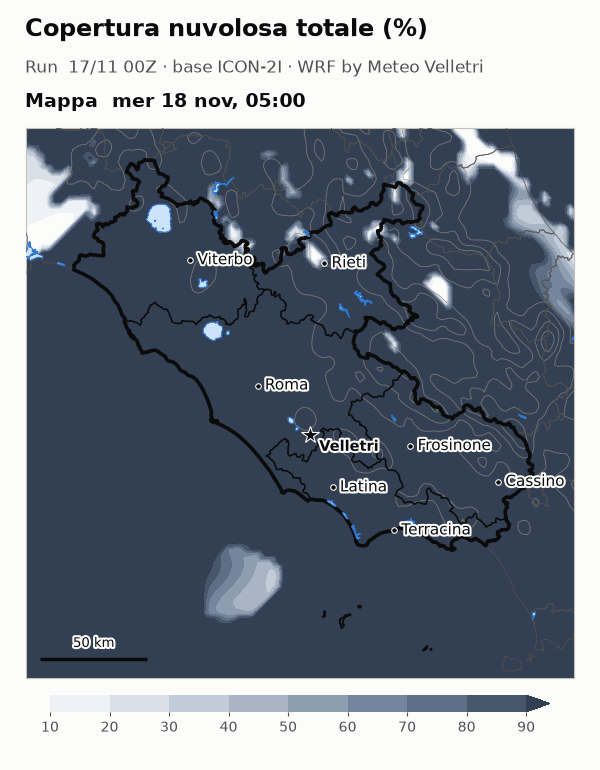 Copertura nuvolosa totale (%)
Run  17/11 00Z · base ICON-2I · WRF by Meteo Velletri
Mappa  mer 18 nov, 05:00
Viterbo
Rieti
Roma
Velletri
Frosinone
Cassino
Latina
Terracina
50 km
10 20 30 40 50 60 70 80 90